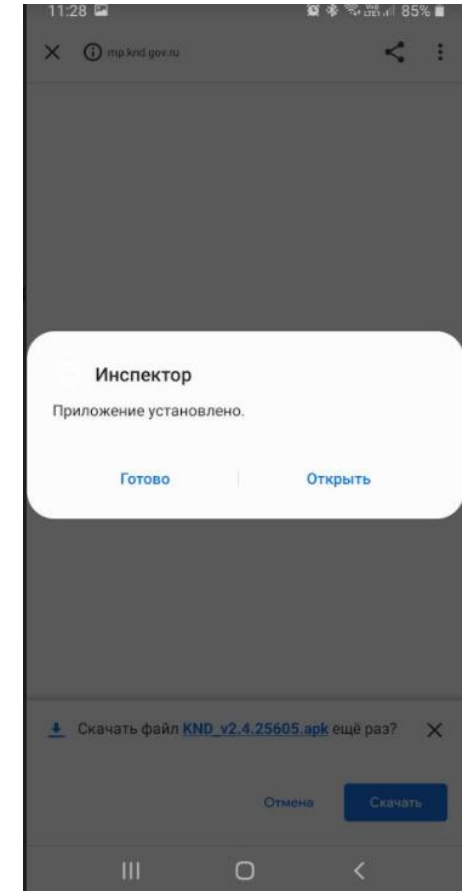 11:28 85%
mp.knd.gov.ru
Инспектор
Приложение установлено.
Готово Открыть
Скачать файл KND_v2.4.25605.apk ещё раз?
Отмена Скачать